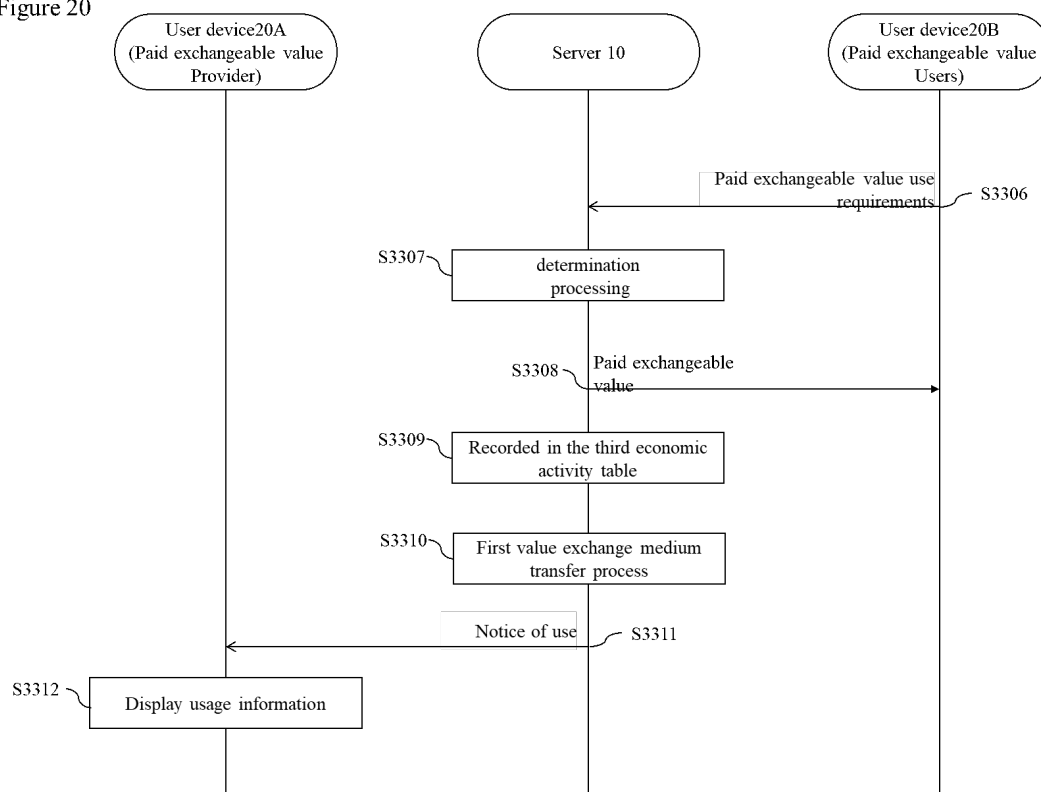 Figure 20
User device20A
(Paid exchangeable value
Provider)
Server 10
User device20B
(Paid exchangeable value
Users)
Paid exchangeable value use
requirements
S3306
S3307
determination
processing
S3308
Paid exchangeable
value
S3309
Recorded in the third economic
activity table
S3310
First value exchange medium
transfer process
Notice of use
S3311
S3312
Display usage information